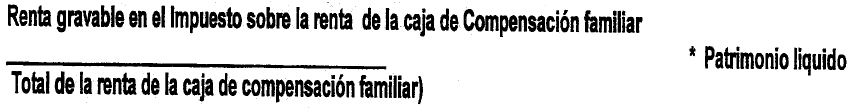 Renta gravable en el Impuesto sobre la renta de la caja de Compensación familiar
* Patrimonio liquido
Total de la renta de la caja de compensación familiar)